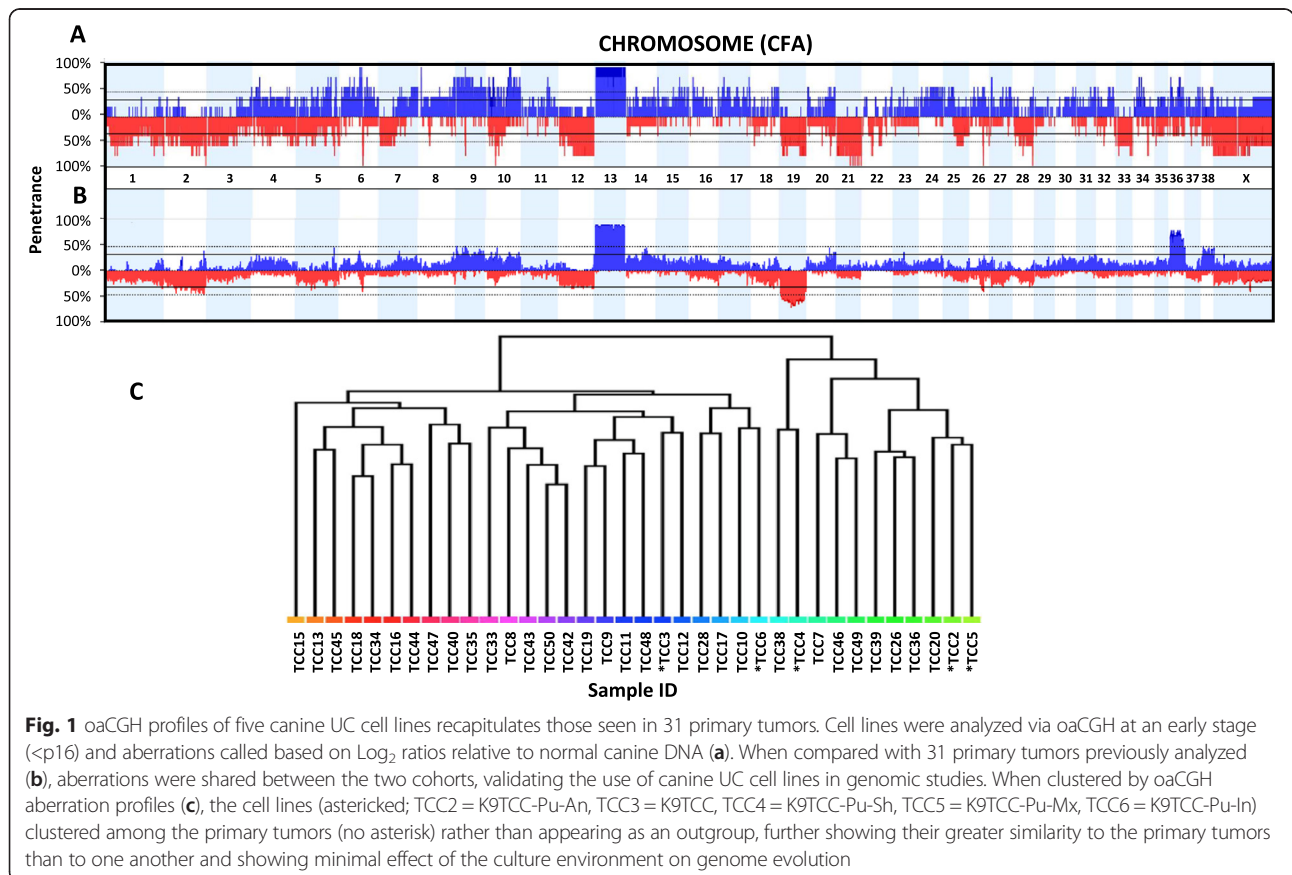 A
CHROMOSOME (CFA)
100%
50%
0%
50%
100%
1 2 3 4 5 6 7 8 9 10 11 12 13 14 15 16 17 18 19 20 21 22 23 24 25 26 27 28 29 30 31 32 33 34 35 36 37 38 X
B
Penetrance
100%
50%
0%
50%
100%
C
TCC15 TCC13 TCC45 TCC18 TCC34 TCC16 TCC44 TCC47 TCC40 TCC35 TCC33 TCC8 TCC43 TCC50 TCC42 TCC19 TCC9 TCC11 TCC48 *TCC3 TCC12 TCC28 TCC17 TCC10 *TCC6 TCC38 *TCC4 TCC7 TCC46 TCC49 TCC39 TCC26 TCC36 TCC20 *TCC2 *TCC5
Sample ID
Fig. 1 oaCGH profiles of five canine UC cell lines recapitulates those seen in 31 primary tumors. Cell lines were analyzed via oaCGH at an early stage
(<p16) and aberrations called based on Log2 ratios relative to normal canine DNA (a). When compared with 31 primary tumors previously analyzed
(b), aberrations were shared between the two cohorts, validating the use of canine UC cell lines in genomic studies. When clustered by oaCGH
aberration profiles (c), the cell lines (astericked; TCC2 = K9TCC-Pu-An, TCC3 = K9TCC, TCC4 = K9TCC-Pu-Sh, TCC5 = K9TCC-Pu-Mx, TCC6 = K9TCC-Pu-In)
clustered among the primary tumors (no asterisk) rather than appearing as an outgroup, further showing their greater similarity to the primary tumors
than to one another and showing minimal effect of the culture environment on genome evolution